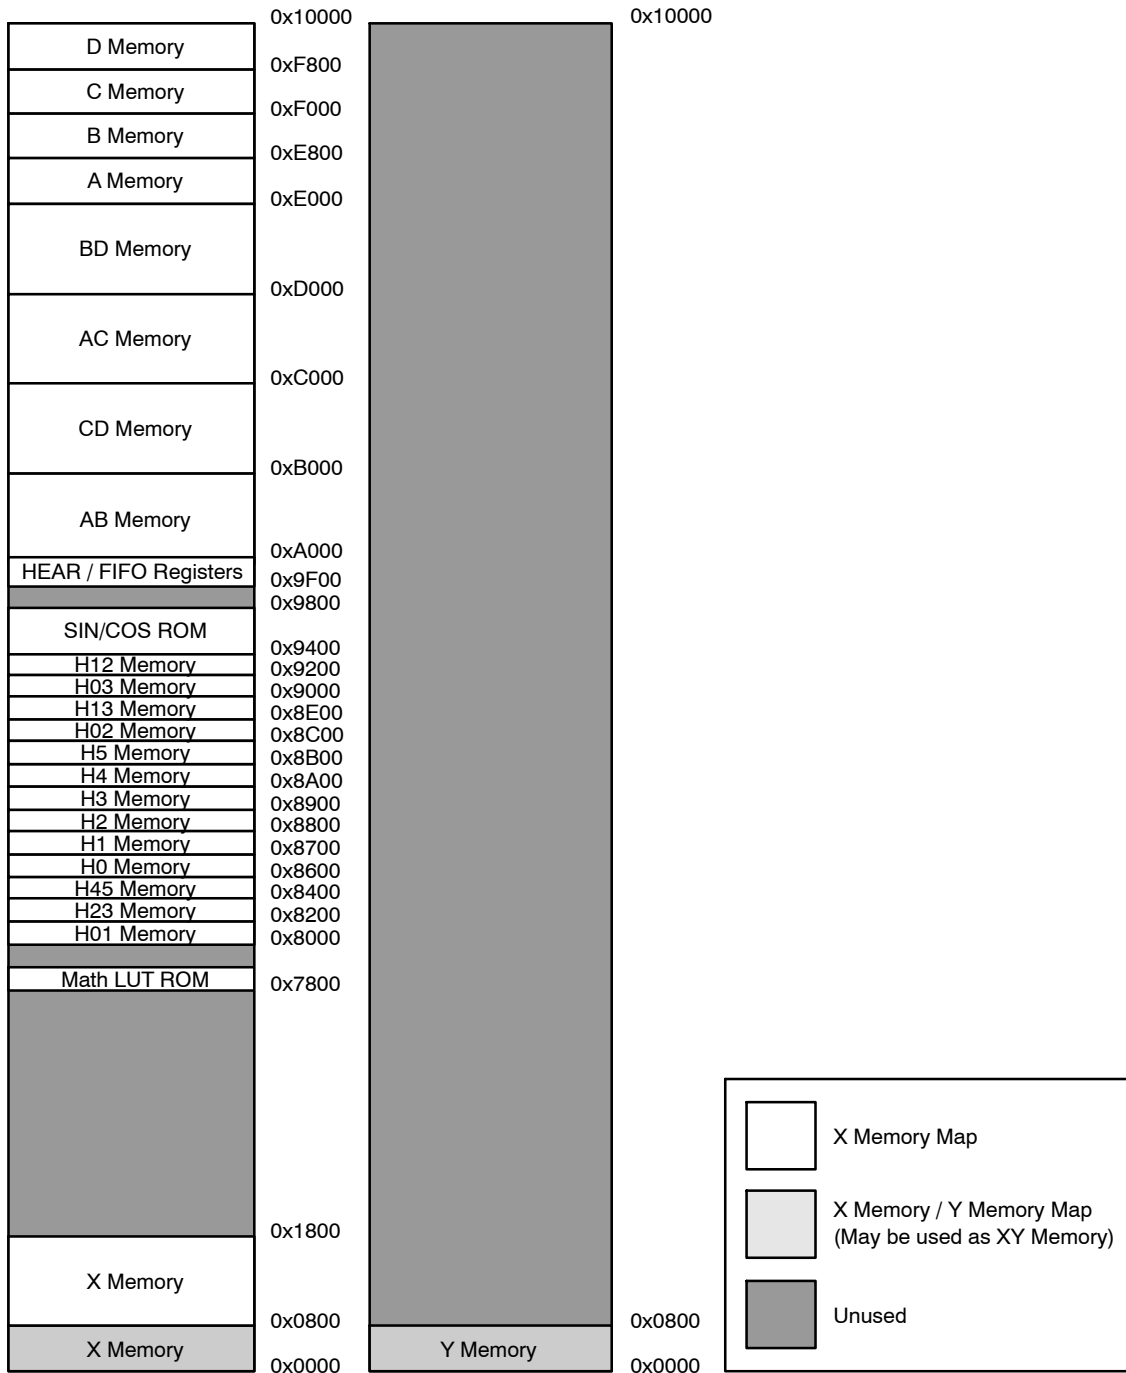 0x10000
D Memory
0xF800
C Memory
0xF000
B Memory
0xE800
A Memory
0xE000
BD Memory
0xD000
AC Memory
0xC000
CD Memory
0xB000
AB Memory
0xA000
HEAR / FIFO Registers
0x9F00
0x9800
SIN/COS ROM
0x9400
H12 Memory
0x9200
H03 Memory
0x9000
H13 Memory
0x8E00
H02 Memory
0x8C00
H5 Memory
0x8B00
H4 Memory
0x8A00
H3 Memory
0x8900
H2 Memory
0x8800
H1 Memory
0x8700
H0 Memory
0x8600
H45 Memory
0x8400
H23 Memory
0x8200
H01 Memory
0x8000
Math LUT ROM
0x7800
0x1800
X Memory
0x0800
X Memory
0x0000
0x10000
0x0800
Y Memory
0x0000
X Memory Map
X Memory / Y Memory Map
(May be used as XY Memory)
Unused